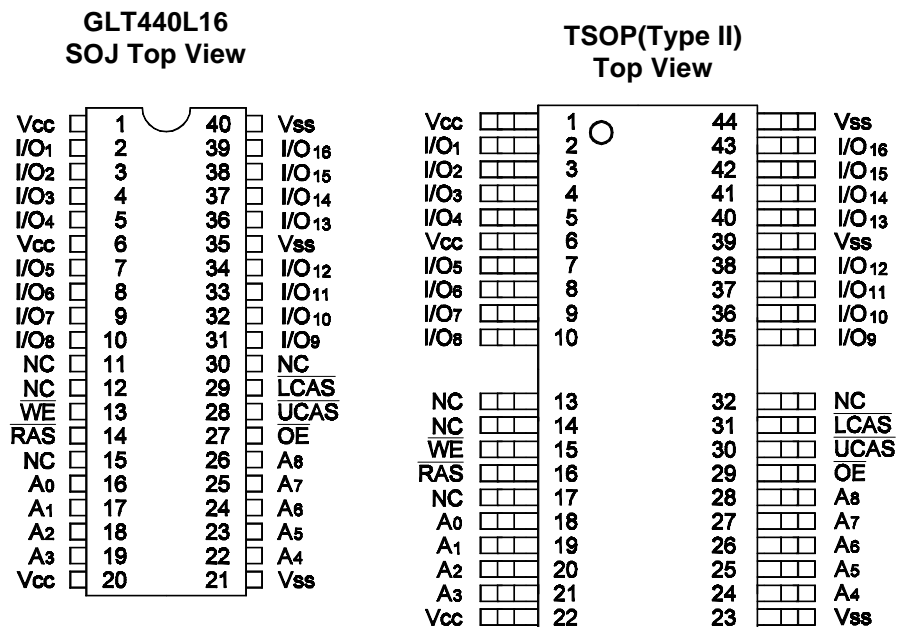 GLT440L16
SOJ Top View
Vcc 1 40 Vss
I/O1 2 39 I/O16
I/O2 3 38 I/O15
I/O3 4 37 I/O14
I/O4 5 36 I/O13
Vcc 6 35 Vss
I/O5 7 34 I/O12
I/O6 8 33 I/O11
I/O7 9 32 I/O10
I/O8 10 31 I/O9
NC 11 30 NC
NC 12 29 LCAS
WE 13 28 UCAS
RAS 14 27 OE
NC 15 26 A8
A0 16 25 A7
A1 17 24 A6
A2 18 23 A5
A3 19 22 A4
Vcc 20 21 Vss
TSOP(Type II)
Top View
Vcc 1 44 Vss
I/O1 2 43 I/O16
I/O2 3 42 I/O15
I/O3 4 41 I/O14
I/O4 5 40 I/O13
Vcc 6 39 Vss
I/O5 7 38 I/O12
I/O6 8 37 I/O11
I/O7 9 36 I/O10
I/O8 10 35 I/O9
NC 13 32 NC
NC 14 31 LCAS
WE 15 30 UCAS
RAS 16 29 OE
NC 17 28 A8
A0 18 27 A7
A1 19 26 A6
A2 20 25 A5
A3 21 24 A4
Vcc 22 23 Vss